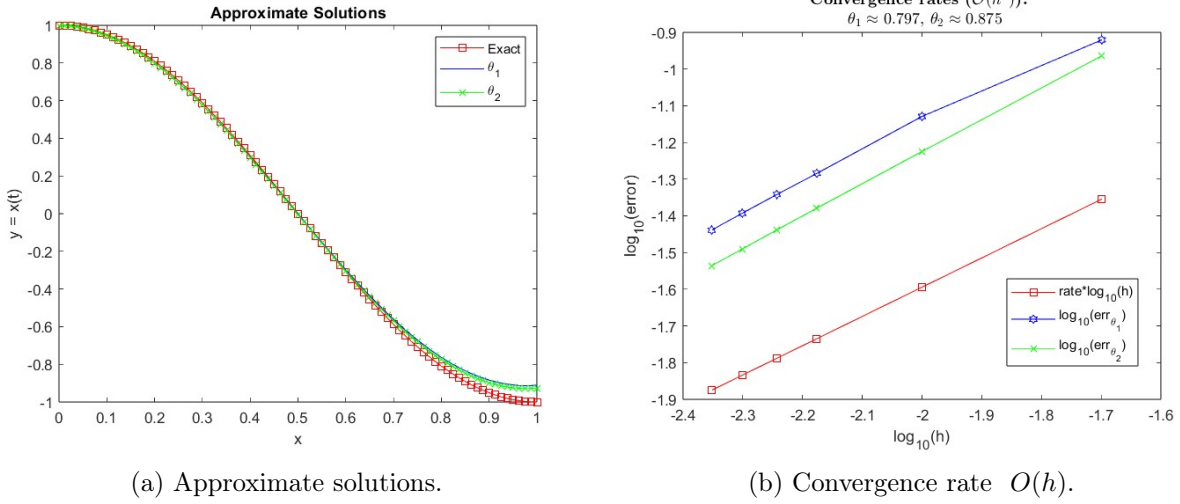 Approximate Solutions
Exact
θ₁
θ₂
1
0.8
0.6
0.4
0.2
0
-0.2
-0.4
-0.6
-0.8
-1
y = x(t)
0 0.1 0.2 0.3 0.4 0.5 0.6 0.7 0.8 0.9 1
x
(a) Approximate solutions.
Convergence rates (𝒪(h )):
θ₁ ≈ 0.797, θ₂ ≈ 0.875
-0.9
-1
-1.1
-1.2
-1.3
-1.4
-1.5
-1.6
-1.7
-1.8
-1.9
log₁₀(error)
rate*log₁₀(h)
log₁₀(err_θ₁)
log₁₀(err_θ₂)
-2.4 -2.3 -2.2 -2.1 -2 -1.9 -1.8 -1.7 -1.6
log₁₀(h)
(b) Convergence rate O(h).